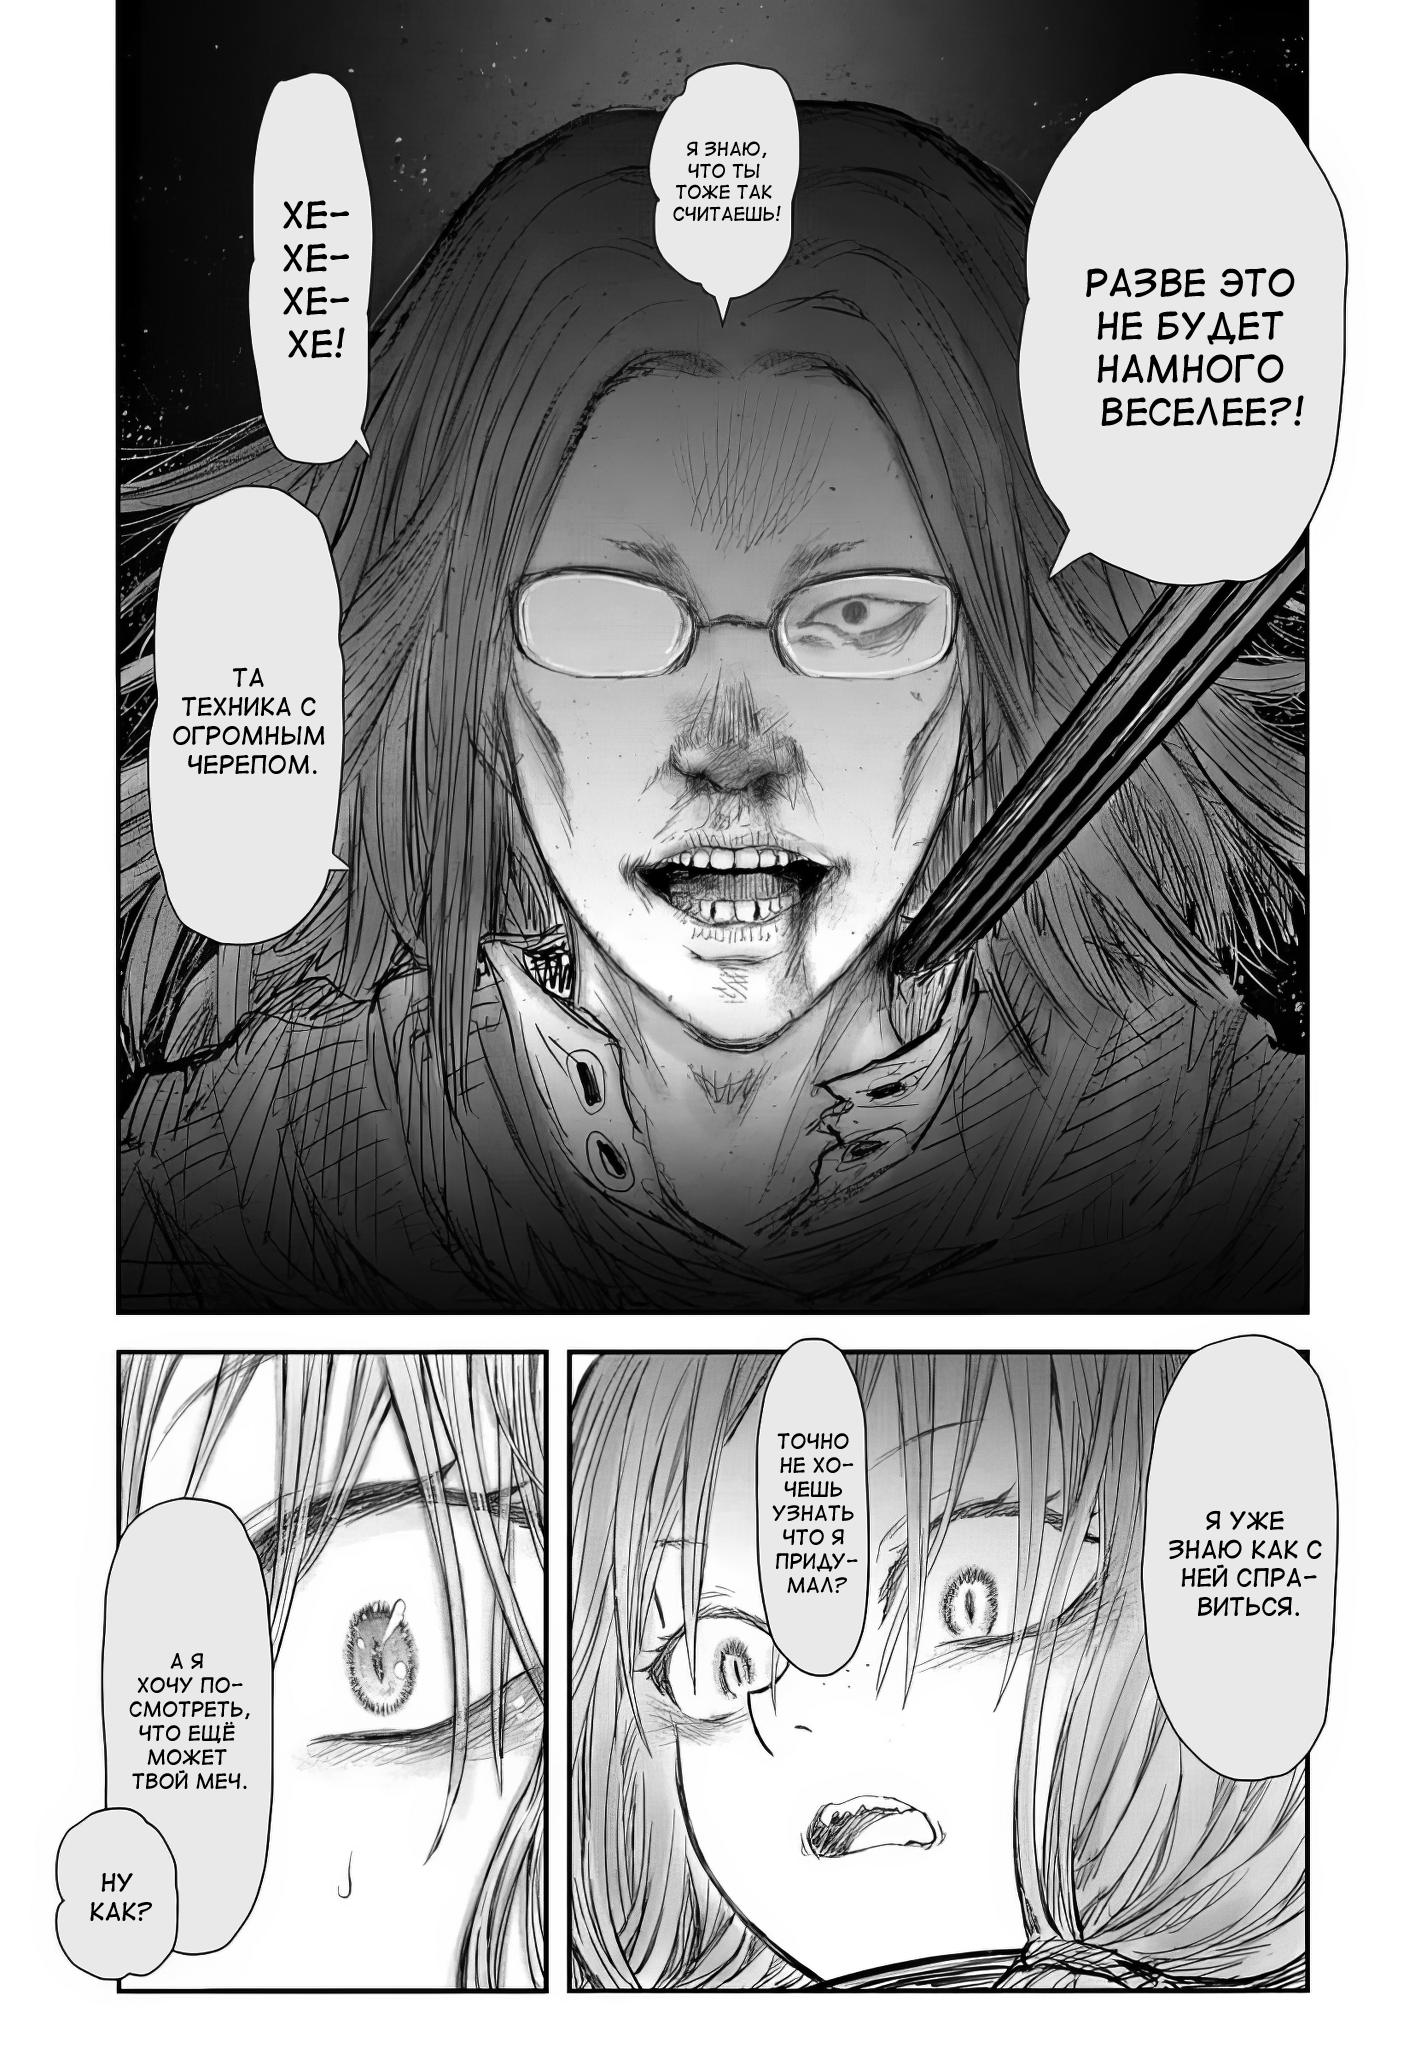 РАЗВЕ ЭТО
НЕ БУДЕТ
НАМНОГО
ВЕСЕЛЕЕ?!
Я ЗНАЮ,
ЧТО ТЫ
ТОЖЕ ТАК
СЧИТАЕШЬ!
ХЕ-
ХЕ-
ХЕ-
ХЕ!
ТА
ТЕХНИКА С
ОГРОМНЫМ
ЧЕРЕПОМ.
Я УЖЕ
ЗНАЮ КАК С
НЕЙ СПРА-
ВИТЬСЯ.
ТОЧНО
НЕ ХО-
ЧЕШЬ
УЗНАТЬ
ЧТО Я
ПРИДУ-
МАЛ?
А Я
ХОЧУ ПО-
СМОТРЕТЬ,
ЧТО ЕЩЁ
МОЖЕТ
ТВОЙ МЕЧ.
НУ
КАК?